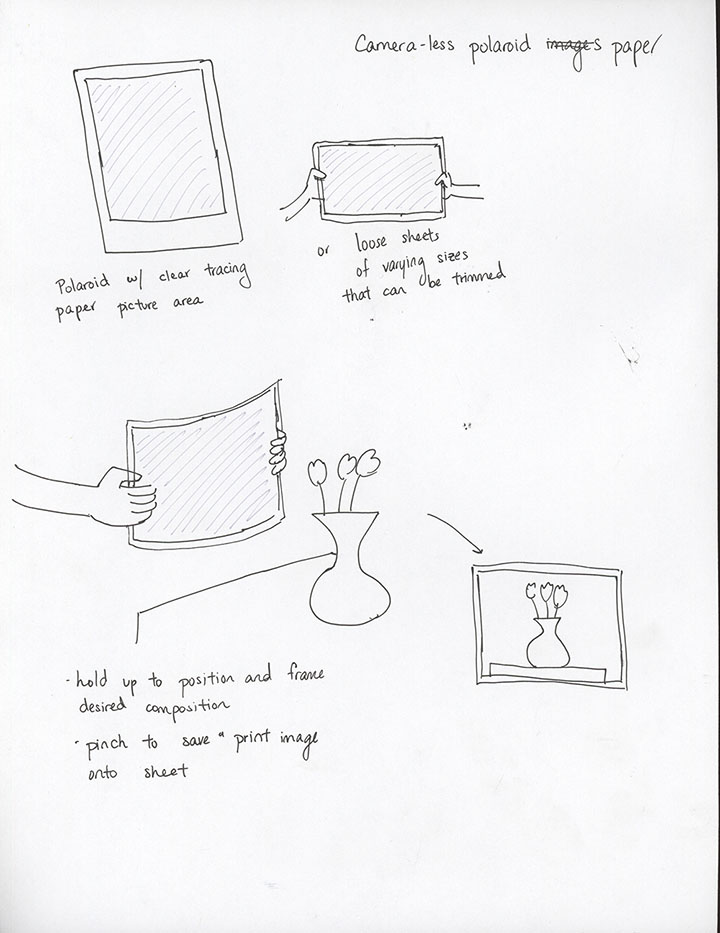 Camera-less polaroid images paper
Polaroid w/ clear tracing
paper picture area
or loose sheets
of varying sizes
that can be trimmed
- hold up to position and frame
desired composition
- pinch to save & print image
onto sheet